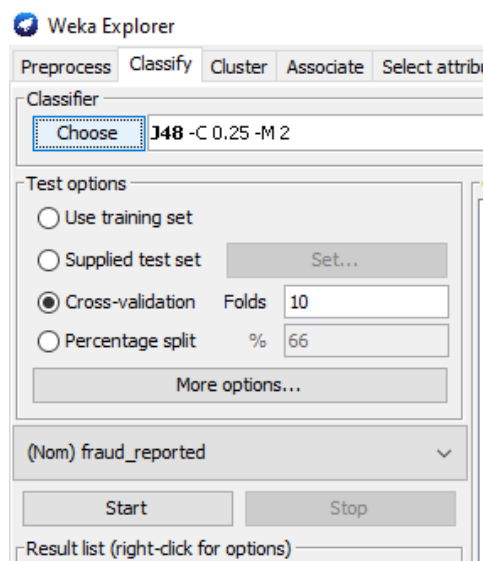 Weka Explorer
Preprocess Classify Cluster Associate Select attribu
Classifier
Choose J48 -C 0.25 -M 2
Test options
Use training set
Supplied test set Set...
Cross-validation Folds 10
Percentage split % 66
More options...
(Nom) fraud_reported
Start Stop
Result list (right-click for options)